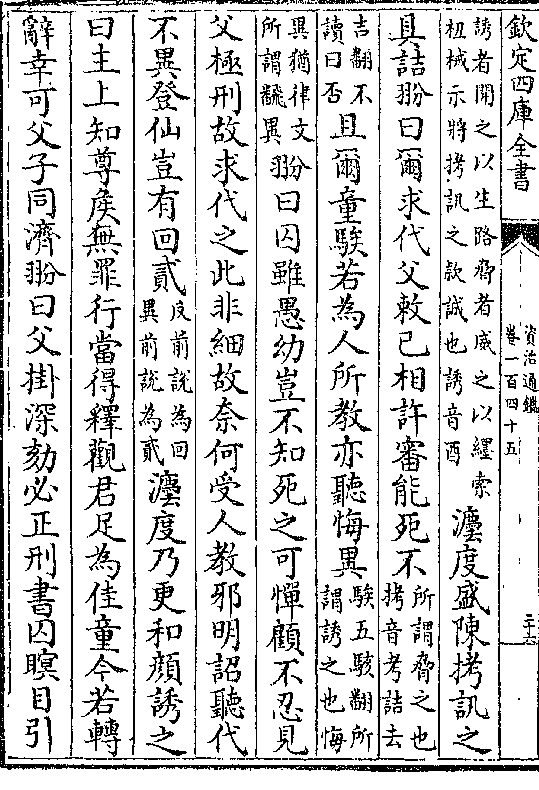 欽定四庫全書
資治通鑑
卷一百四十五
三十六
誘者開之以生路脅者威之以纆索
杻械示將拷訊之款誠也誘音酉
灋度盛陳拷訊之
具詰翂曰爾求代父敕已相許審能死不
所謂脅之也
拷音考詰去
吉翻不
讀曰否
且爾童騃若為人所教亦聽悔異
騃五駭翻所
謂誘之也悔
異猶律文
所謂飜異
翂曰囚雖愚幼豈不知死之可憚顧不忍見
父極刑故求代之此非細故奈何受人教邪明詔聽代
不異登仙豈有回貳
反前說為回
異前說為貳
灋度乃更和顔誘之
曰主上知尊矦無罪行當得釋觀君足為佳童今若轉
辭幸可父子同濟翂曰父掛深劾必正刑書囚瞑目引